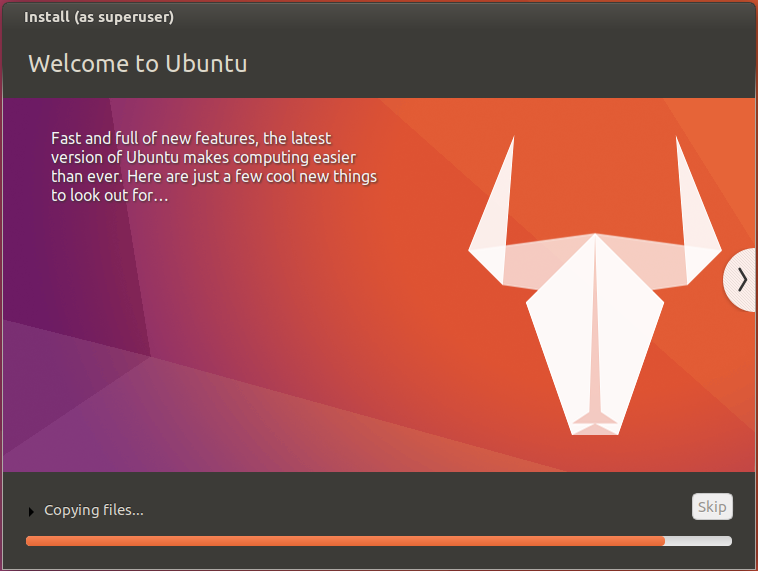 Install (as superuser)
Welcome to Ubuntu
Fast and full of new features, the latest
version of Ubuntu makes computing easier
than ever. Here are just a few cool new things
to look out for…
Copying files...
Skip